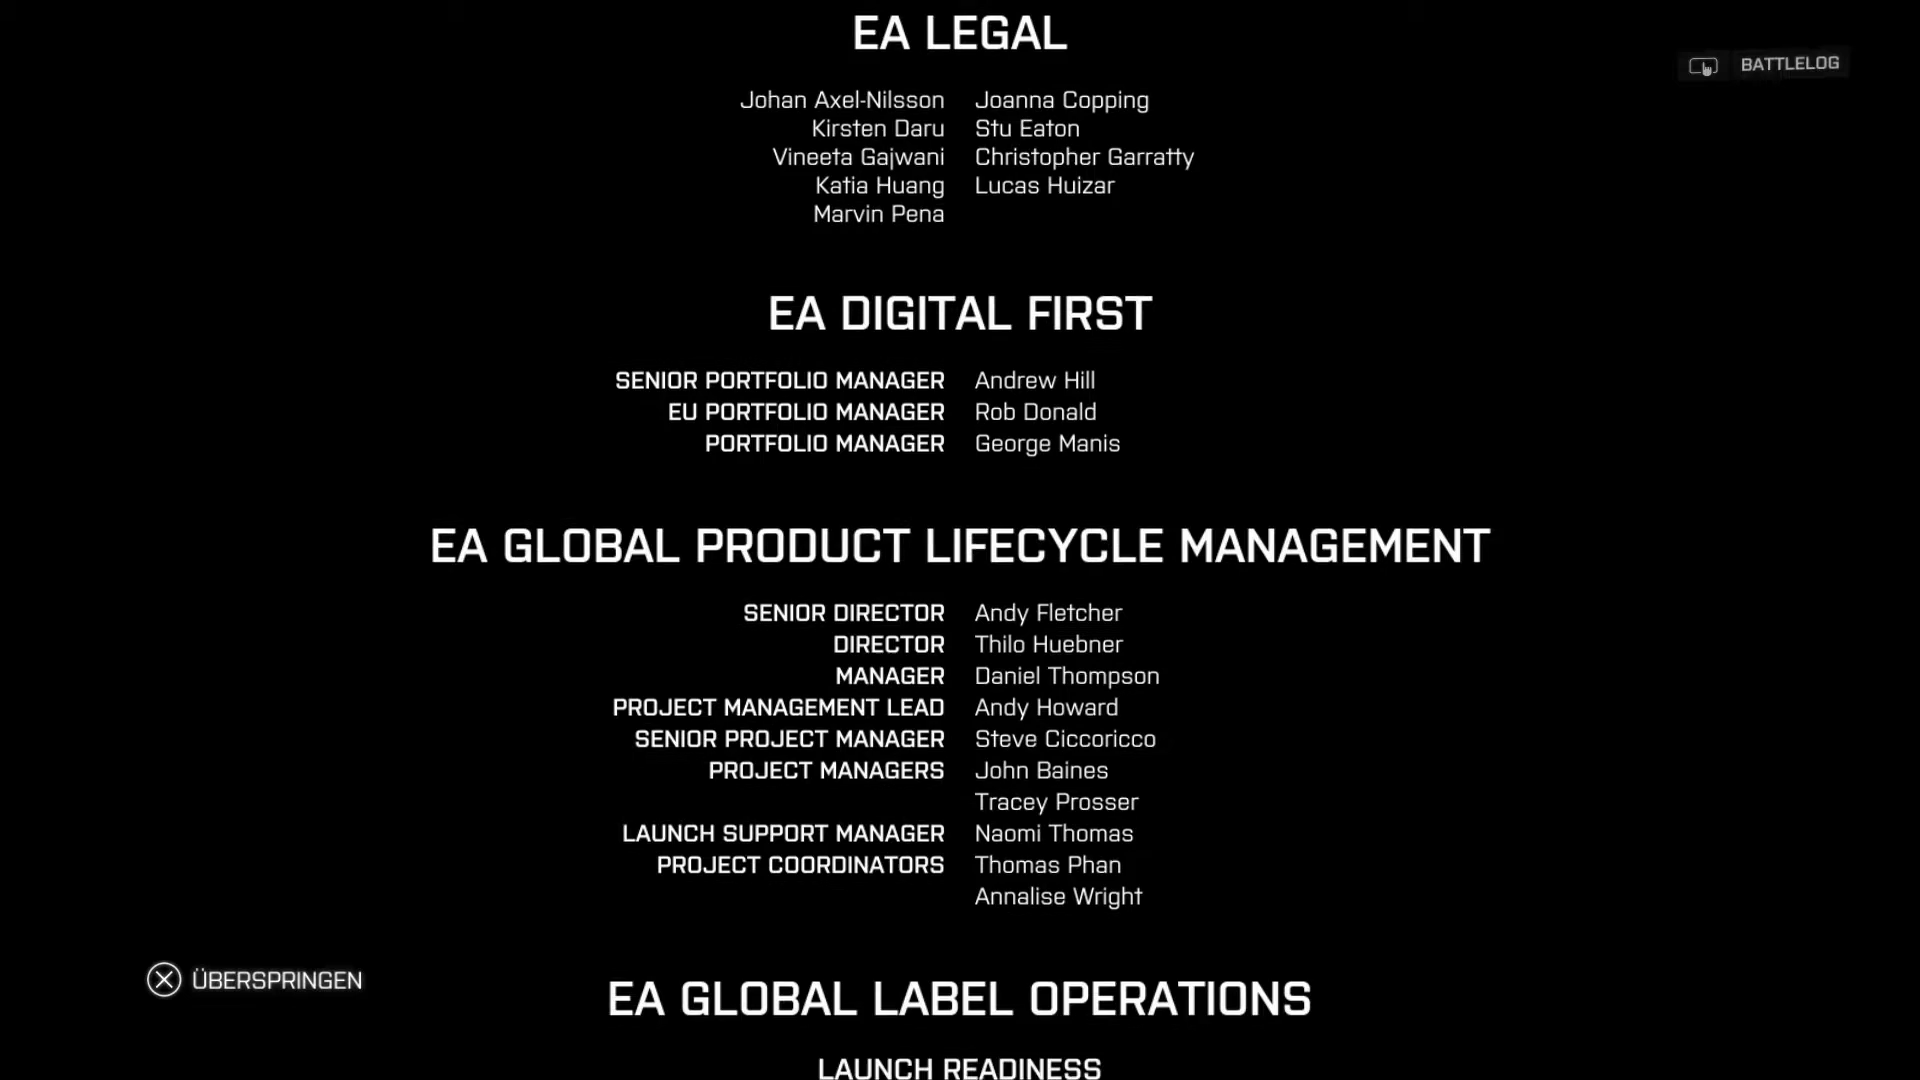 EA LEGAL
BATTLELOG
Johan Axel-Nilsson Joanna Copping
Kirsten Daru Stu Eaton
Vineeta Gajwani Christopher Garratty
Katia Huang Lucas Huizar
Marvin Pena
EA DIGITAL FIRST
SENIOR PORTFOLIO MANAGER Andrew Hill
EU PORTFOLIO MANAGER Rob Donald
PORTFOLIO MANAGER George Manis
EA GLOBAL PRODUCT LIFECYCLE MANAGEMENT
SENIOR DIRECTOR Andy Fletcher
DIRECTOR Thilo Huebner
MANAGER Daniel Thompson
PROJECT MANAGEMENT LEAD Andy Howard
SENIOR PROJECT MANAGER Steve Ciccoricco
PROJECT MANAGERS John Baines
Tracey Prosser
LAUNCH SUPPORT MANAGER Naomi Thomas
PROJECT COORDINATORS Thomas Phan
Annalise Wright
ÜBERSPRINGEN
EA GLOBAL LABEL OPERATIONS
LAUNCH READINESS